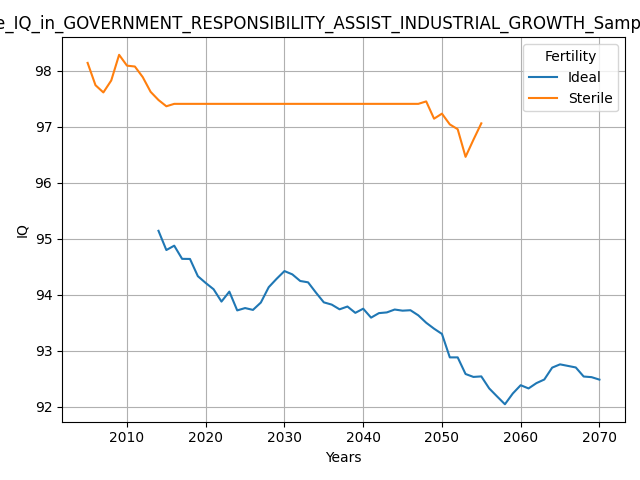 e_IQ_in_GOVERNMENT_RESPONSIBILITY_ASSIST_INDUSTRIAL_GROWTH_Samp
Fertility
Ideal
Sterile
98
97
96
95
94
93
92
IQ
2010 2020 2030 2040 2050 2060 2070
Years